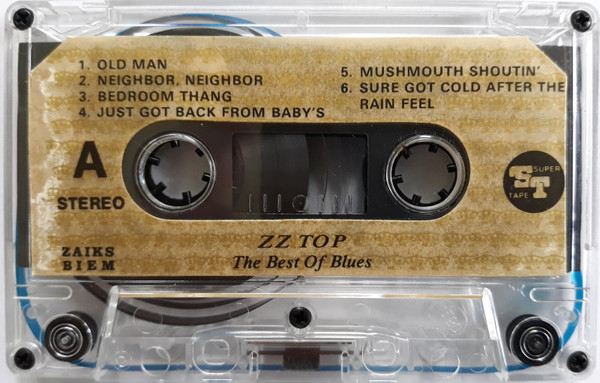 1. OLD MAN
2. NEIGHBOR, NEIGHBOR
3. BEDROOM THANG
4. JUST GOT BACK FROM BABY'S
5. MUSHMOUTH SHOUTIN'
6. SURE GOT COLD AFTER THE
RAIN FEEL
A
STEREO
SUPER
ST
TAPE
ZAIKS
BIEM
ZZ TOP
The Best Of Blues